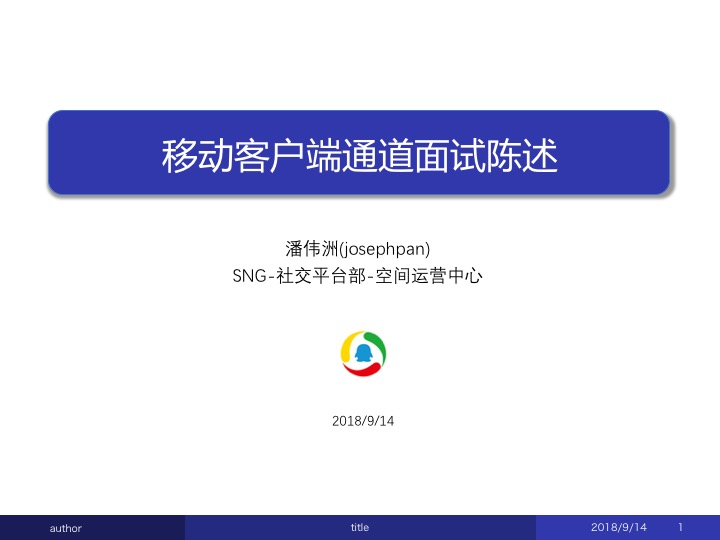 移动客户端通道面试陈述
潘伟洲(josephpan)
SNG-社交平台部-空间运营中心
2018/9/14
author
title
2018/9/14
1